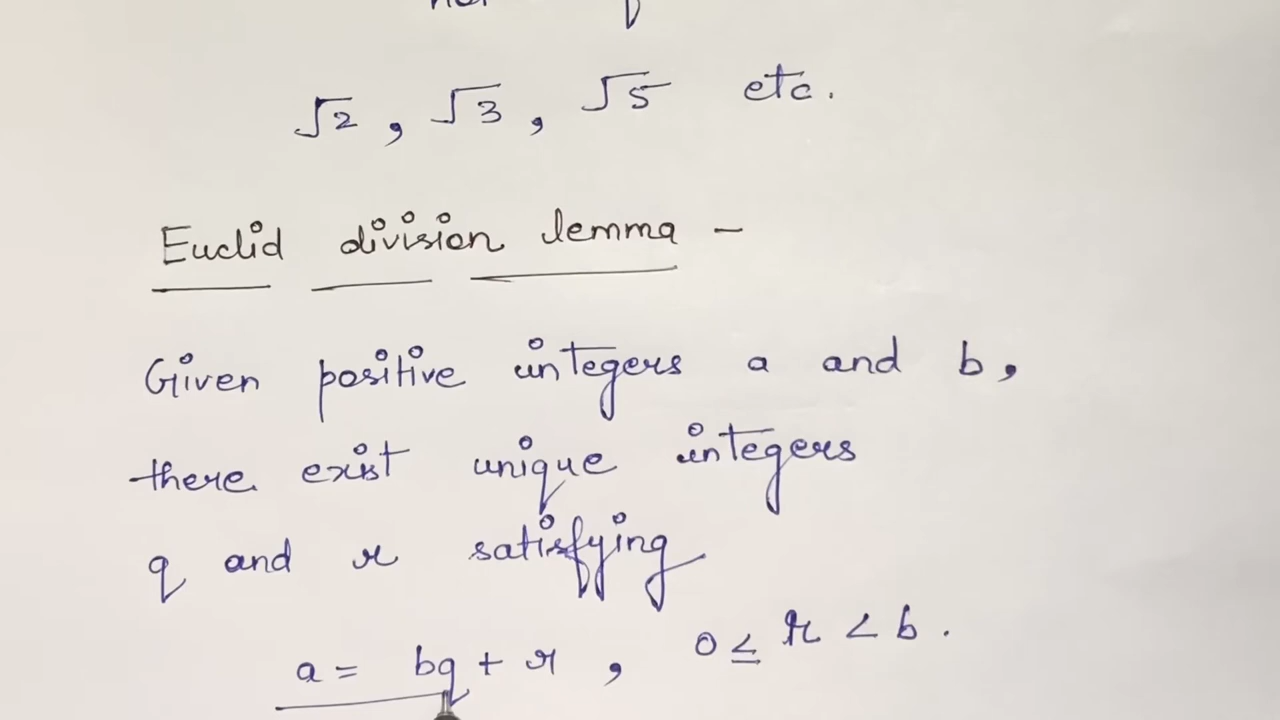 √2 , √3 , √5 etc.
Euclid division lemma –
Given positive integers a and b,
there exist unique integers
q and r satisfying
a = bq + r , 0 ≤ r < b .